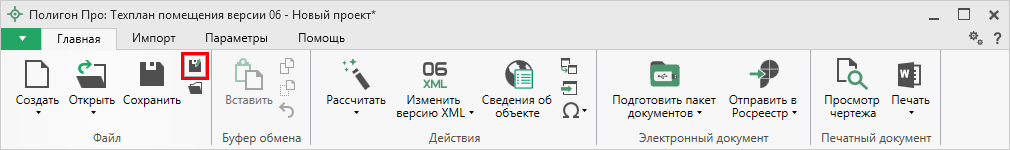 Полигон Про: Техплан помещения версии 06 - Новый проект*
Главная Импорт Параметры Помощь ?
06
XML
W
Создать Открыть Сохранить Вставить Рассчитать Изменить версию XML Сведения об объекте Ω Подготовить пакет документов Отправить в Росреестр Просмотр чертежа Печать
Файл Буфер обмена Действия Электронный документ Печатный документ